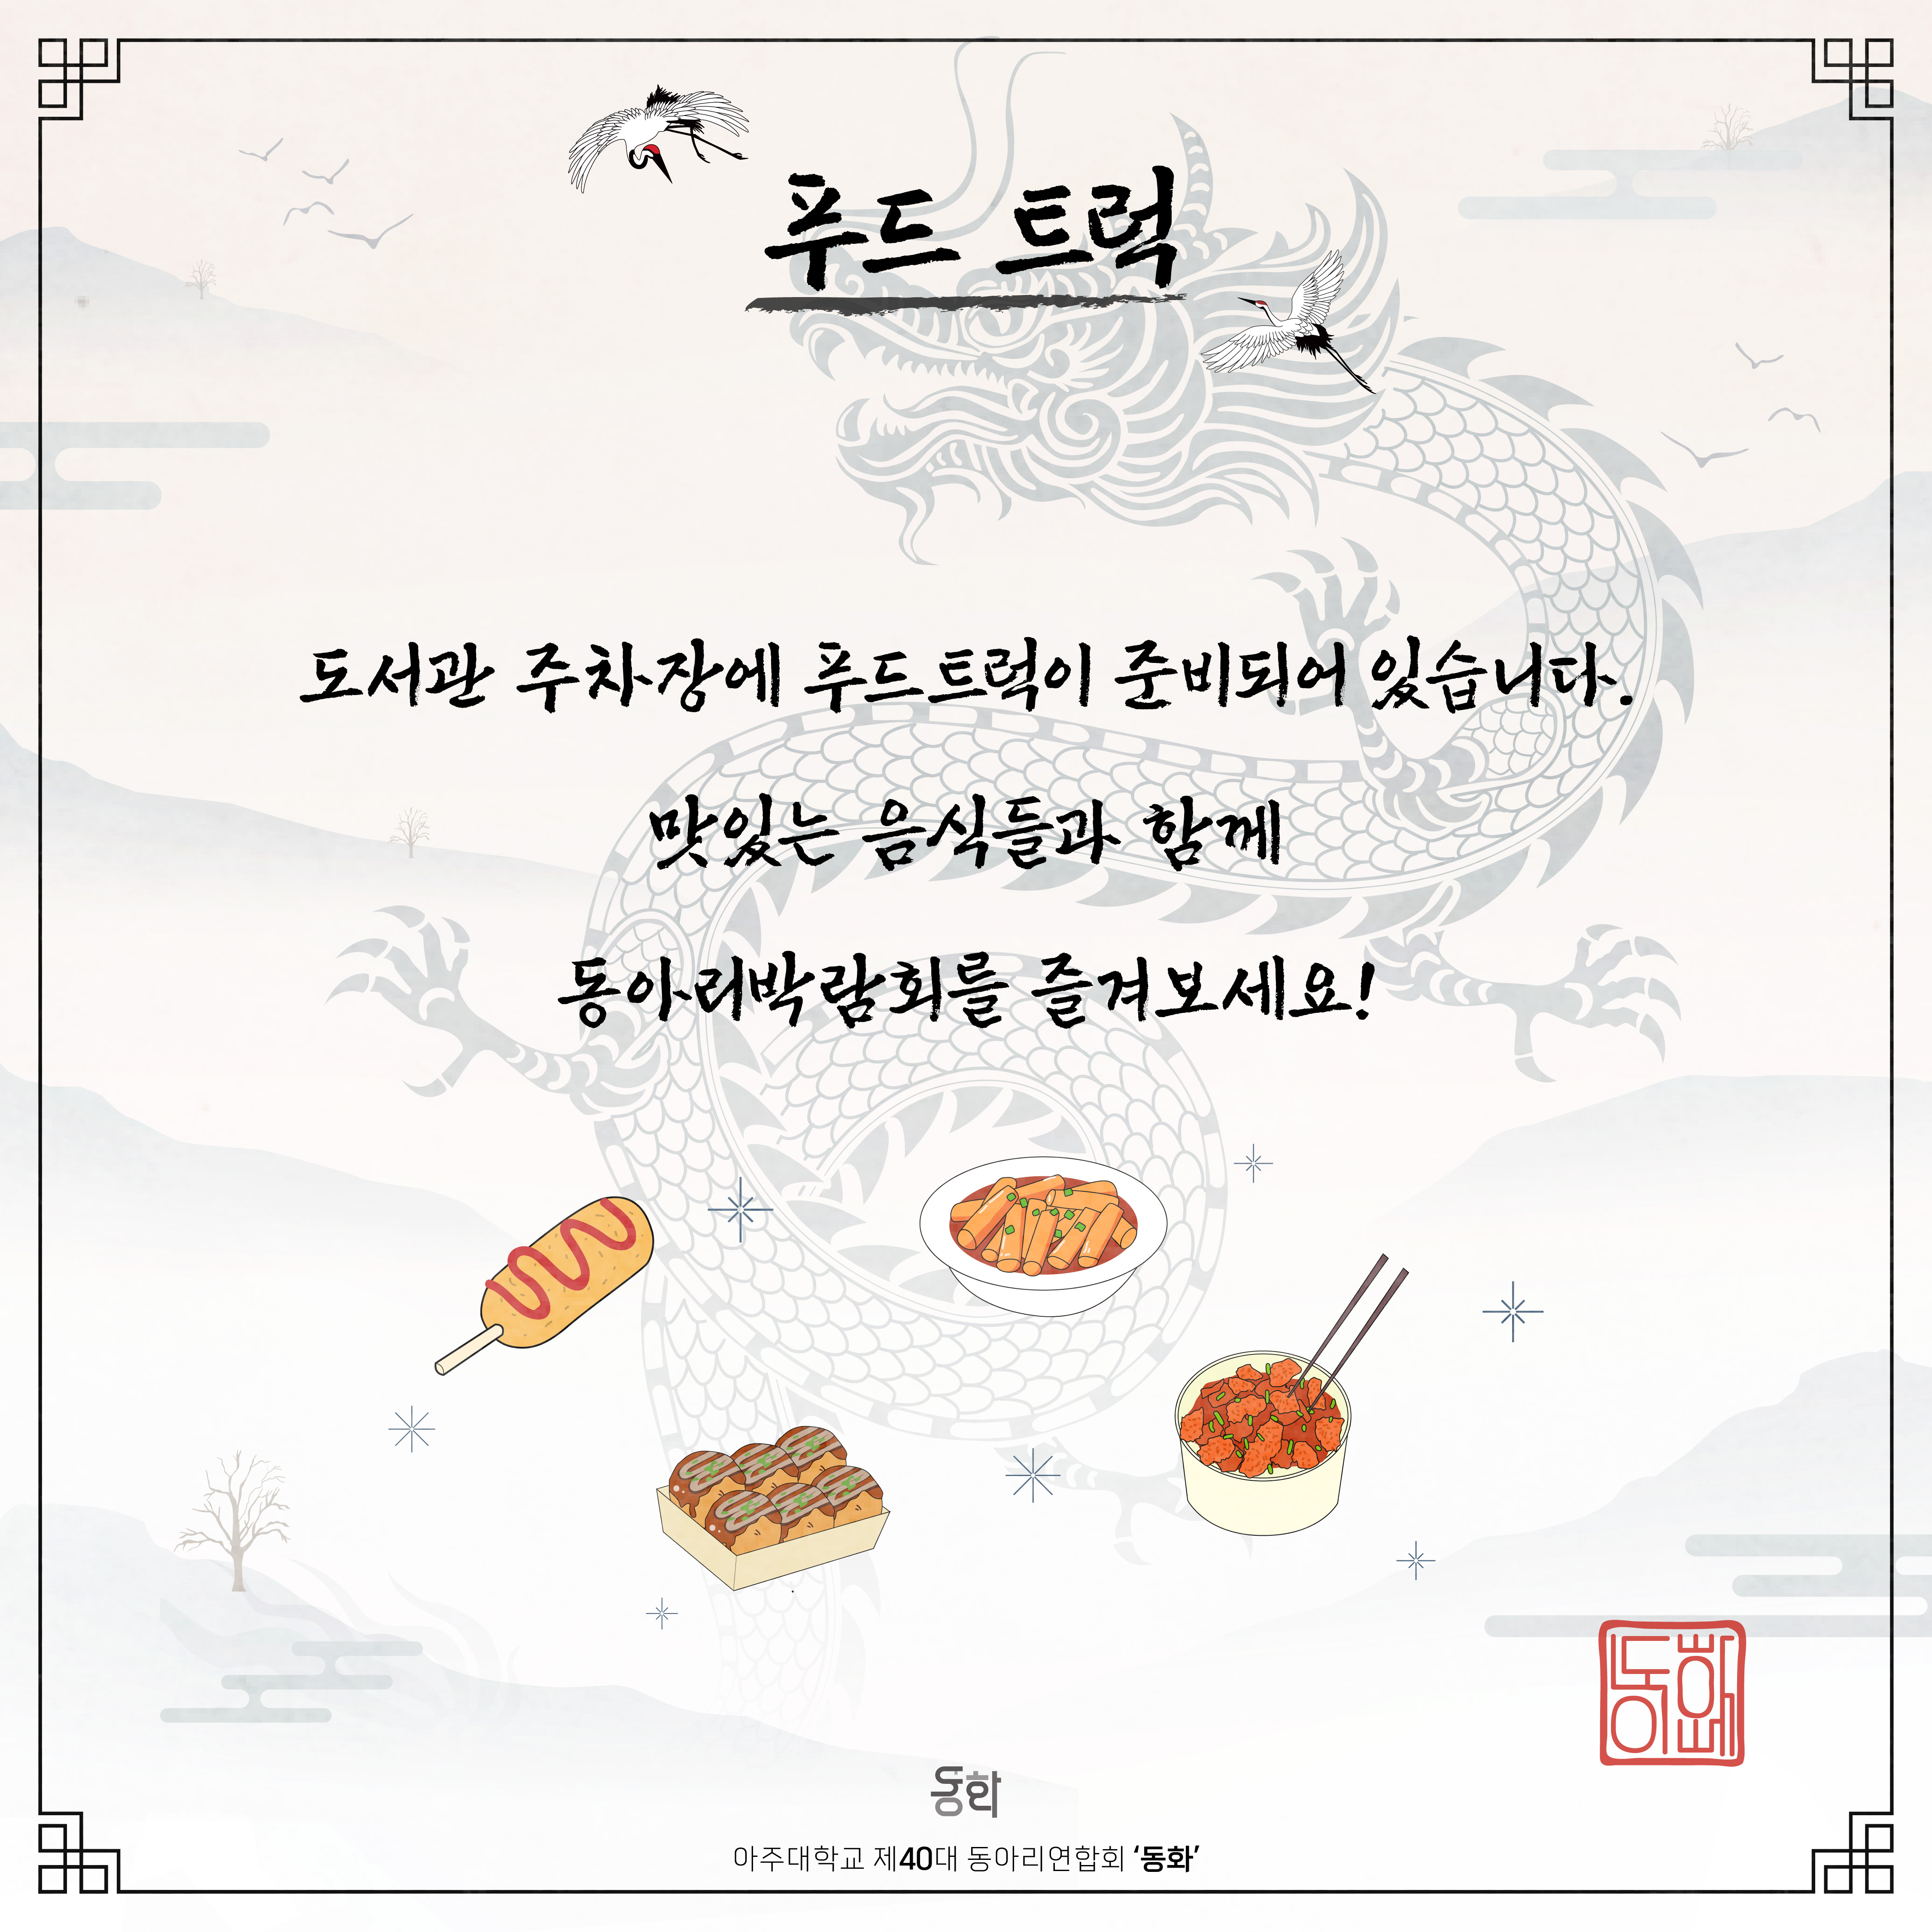 푸드 트럭
도서관 주차장에 푸드트럭이 준비되어 있습니다.
맛있는 음식들과 함께
동아리박람회를 즐겨보세요!
동화
동화
아주대학교 제40대 동아리연합회 ‘동화’